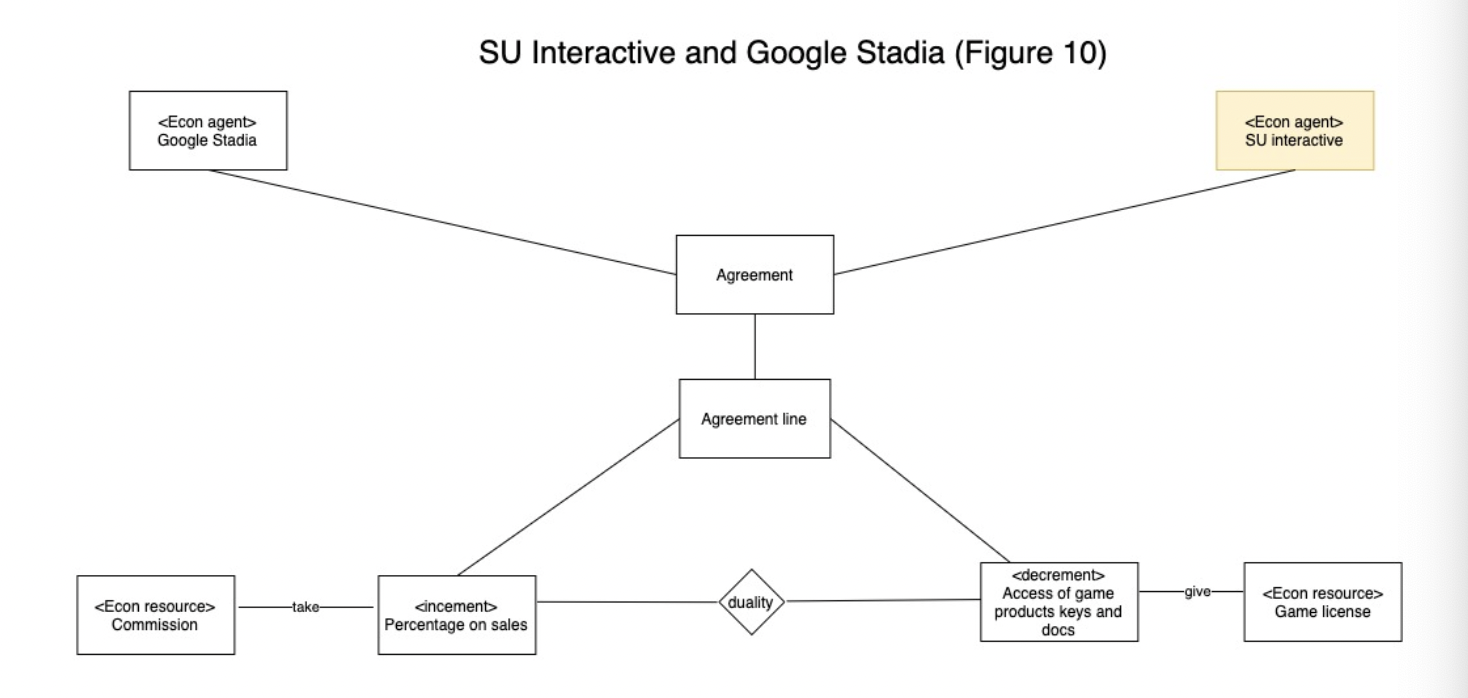 SU Interactive and Google Stadia (Figure 10)
<Econ agent>
Google Stadia
<Econ agent>
SU interactive
Agreement
Agreement line
<Econ resource>
Commission
take
<incement>
Percentage on sales
duality
<decrement>
Access of game
products keys and
docs
give
<Econ resource>
Game license